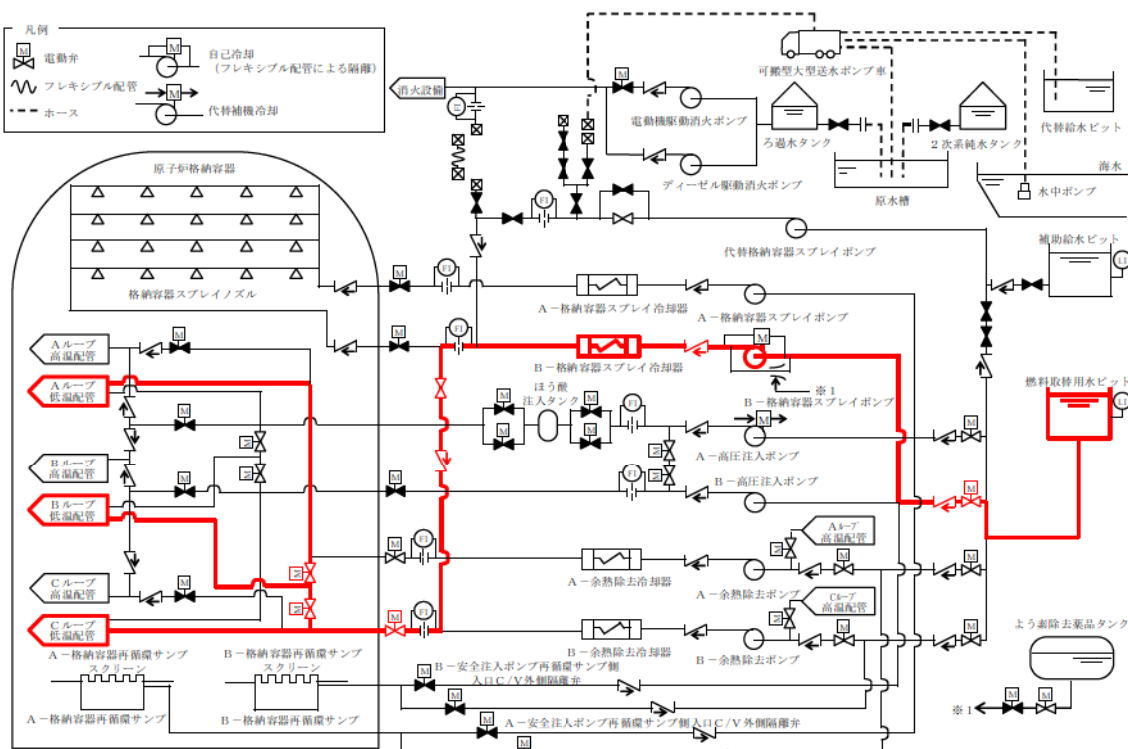 凡例
M
電動弁
フレキシブル配管
ホース
M
自己冷却
(フレキシブル配管による隔離)
M
代替補機冷却
消火設備
FI
M
電動機駆動消火ポンプ
ディーゼル駆動消火ポンプ
可搬型大型送水ポンプ車
ろ過水タンク
2次系純水タンク
代替給水ピット
原水槽
海水
水中ポンプ
原子炉格納容器
格納容器スプレイノズル
FI
代替格納容器スプレイポンプ
補助給水ピット
LI
M
FI
A-格納容器スプレイ冷却器
A-格納容器スプレイポンプ
M
FI
B-格納容器スプレイ冷却器
M
B-格納容器スプレイポンプ
※1
燃料取替用水ピット
LI
Aループ
高温配管
M
Aループ
低温配管
M
ほう酸
注入タンク
M
M
M
M
FI
M
A-高圧注入ポンプ
M
M
M
Bループ
高温配管
M
M
M
M
FI
B-高圧注入ポンプ
M
Bループ
低温配管
M
FI
A-余熱除去冷却器
A-余熱除去ポンプ
Aループ
高温配管
M
M
M
Cループ
高温配管
M
M
M
Cループ
低温配管
M
FI
B-余熱除去冷却器
B-余熱除去ポンプ
Cループ
高温配管
M
M
M
よう素除去薬品タンク
※1
M
M
A-格納容器再循環サンプ
スクリーン
B-格納容器再循環サンプ
スクリーン
A-格納容器再循環サンプ
B-格納容器再循環サンプ
B-安全注入ポンプ再循環サンプ側
入口C/V外側隔離弁
M
M
A-安全注入ポンプ再循環サンプ側入口C/V外側隔離弁
M
M